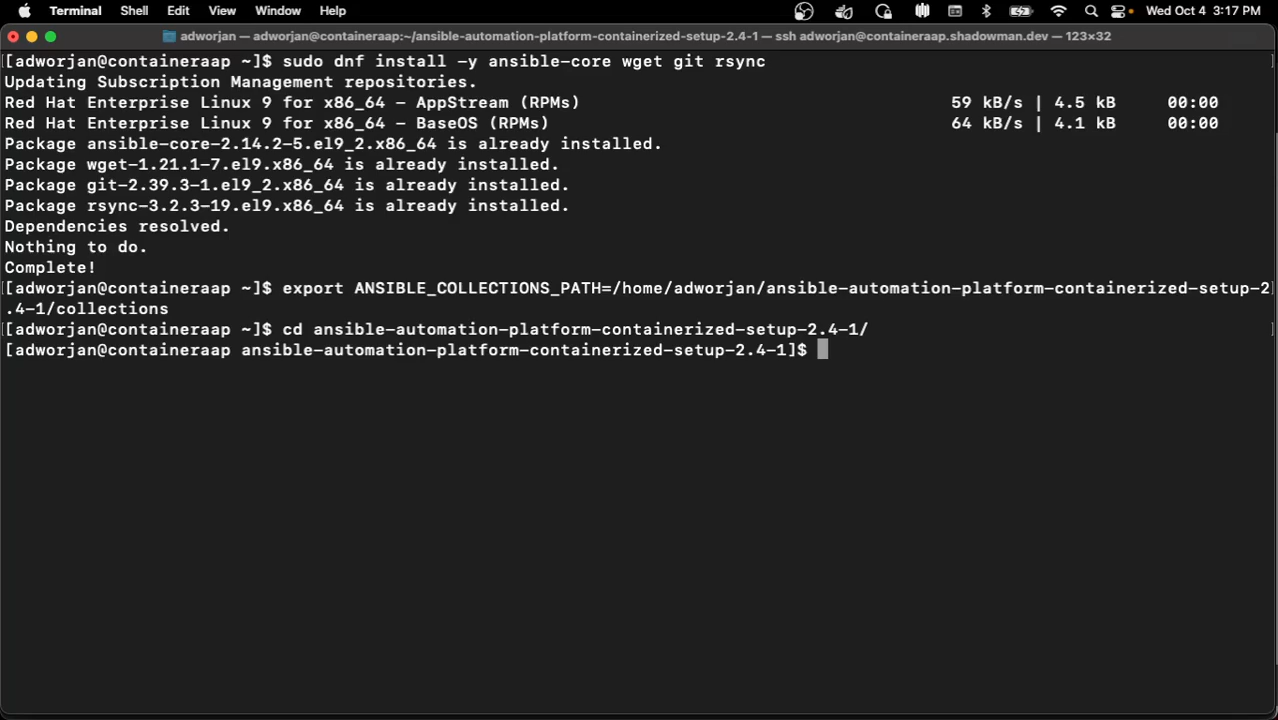 Terminal Shell Edit View Window Help Wed Oct 4 3:17 PM
adworjan — adworjan@containeraap:~/ansible-automation-platform-containerized-setup-2.4-1 — ssh adworjan@containeraap.shadowman.dev — 123×32
[adworjan@containeraap ~]$ sudo dnf install -y ansible-core wget git rsync
Updating Subscription Management repositories.
Red Hat Enterprise Linux 9 for x86_64 - AppStream (RPMs) 59 kB/s | 4.5 kB 00:00
Red Hat Enterprise Linux 9 for x86_64 - BaseOS (RPMs) 64 kB/s | 4.1 kB 00:00
Package ansible-core-2.14.2-5.el9_2.x86_64 is already installed.
Package wget-1.21.1-7.el9.x86_64 is already installed.
Package git-2.39.3-1.el9_2.x86_64 is already installed.
Package rsync-3.2.3-19.el9.x86_64 is already installed.
Dependencies resolved.
Nothing to do.
Complete!
[adworjan@containeraap ~]$ export ANSIBLE_COLLECTIONS_PATH=/home/adworjan/ansible-automation-platform-containerized-setup-2
.4-1/collections
[adworjan@containeraap ~]$ cd ansible-automation-platform-containerized-setup-2.4-1/
[adworjan@containeraap ansible-automation-platform-containerized-setup-2.4-1]$